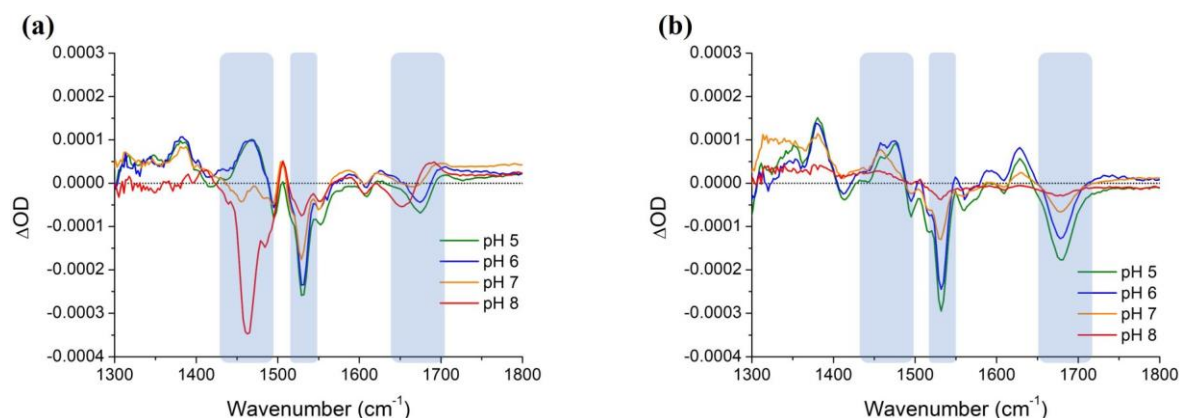 (a)
0.0003
0.0002
0.0001
0.0000
-0.0001
-0.0002
-0.0003
-0.0004
ΔOD
pH 5
pH 6
pH 7
pH 8
1300 1400 1500 1600 1700 1800
Wavenumber (cm⁻¹)
(b)
0.0003
0.0002
0.0001
0.0000
-0.0001
-0.0002
-0.0003
-0.0004
ΔOD
pH 5
pH 6
pH 7
pH 8
1300 1400 1500 1600 1700 1800
Wavenumber (cm⁻¹)